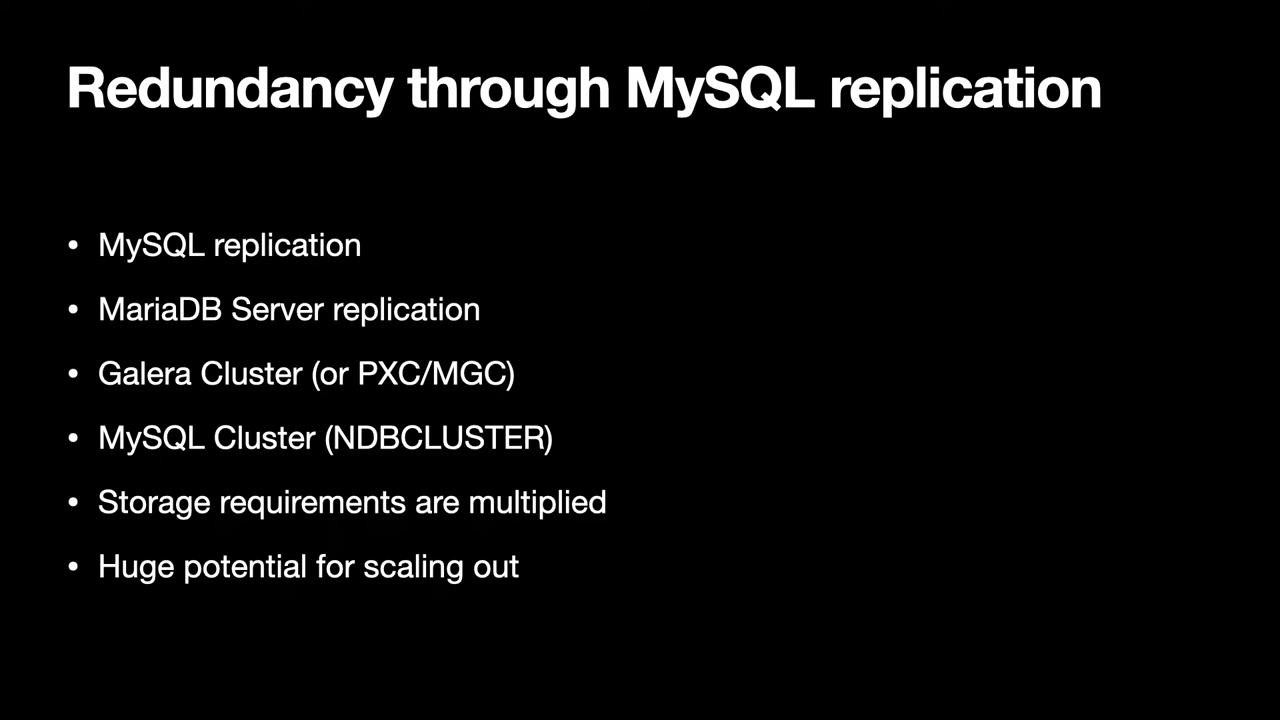 Redundancy through MySQL replication
• MySQL replication
• MariaDB Server replication
• Galera Cluster (or PXC/MGC)
• MySQL Cluster (NDBCLUSTER)
• Storage requirements are multiplied
• Huge potential for scaling out